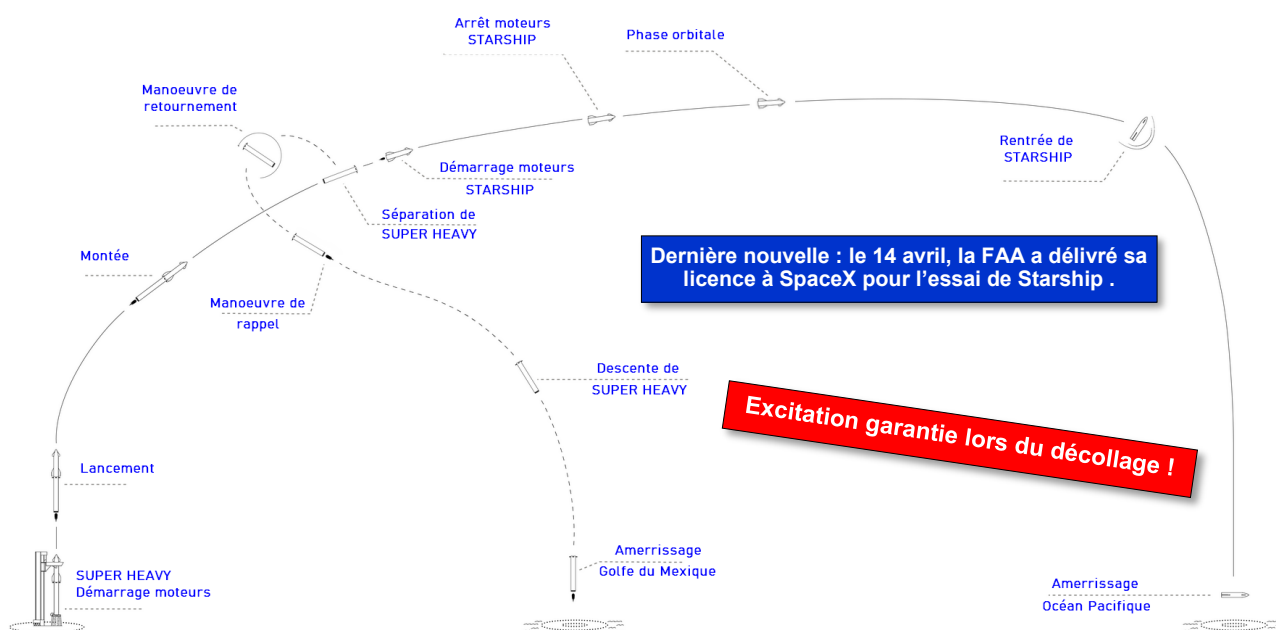 Arrêt moteurs
STARSHIP
Phase orbitale
Manoeuvre de
retournement
Rentrée de
STARSHIP
Démarrage moteurs
STARSHIP
Séparation de
SUPER HEAVY
Montée
Dernière nouvelle : le 14 avril, la FAA a délivré sa
licence à SpaceX pour l’essai de Starship .
Manoeuvre de
rappel
Descente de
SUPER HEAVY
Excitation garantie lors du décollage !
Lancement
SUPER HEAVY
Démarrage moteurs
Amerrissage
Golfe du Mexique
Amerrissage
Océan Pacifique